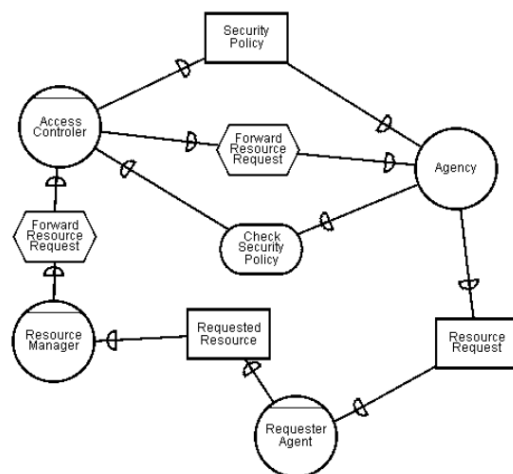 Security
Policy
Access
Controler
Forward
Resource
Request
Agency
Forward
Resource
Request
Check
Security
Policy
Resource
Manager
Requested
Resource
Resource
Request
Requester
Agent